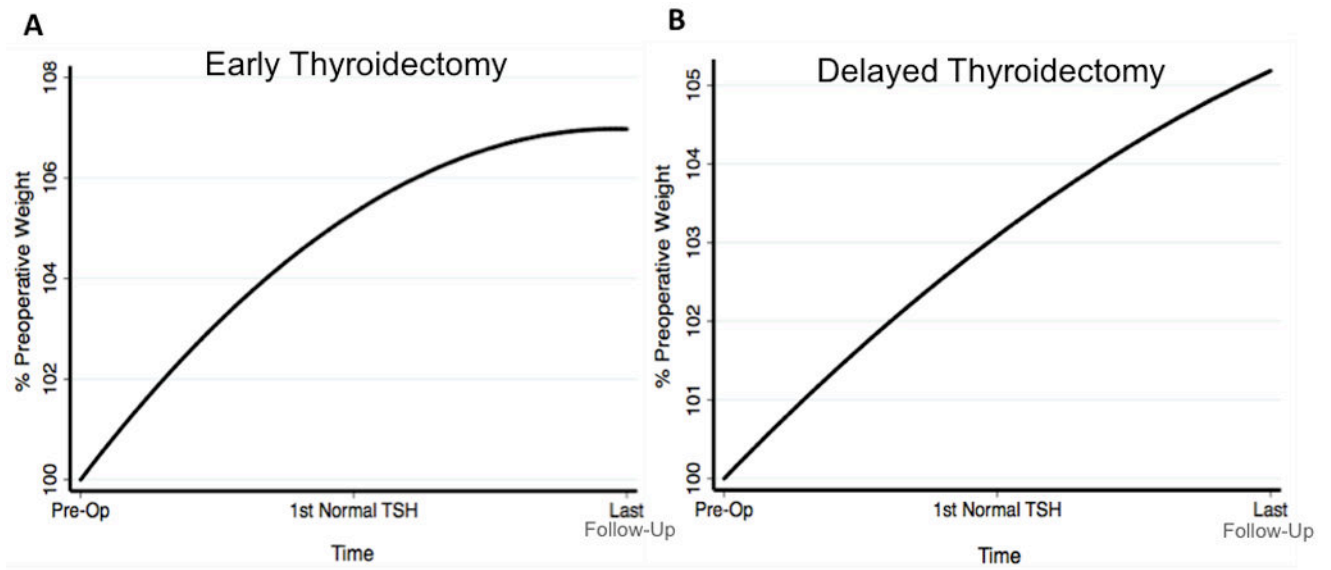 A
Early Thyroidectomy
% Preoperative Weight
108
106
104
102
100
Pre-Op
1st Normal TSH
Last
Follow-Up
Time
B
Delayed Thyroidectomy
% Preoperative Weight
105
104
103
102
101
100
Pre-Op
1st Normal TSH
Last
Follow-Up
Time